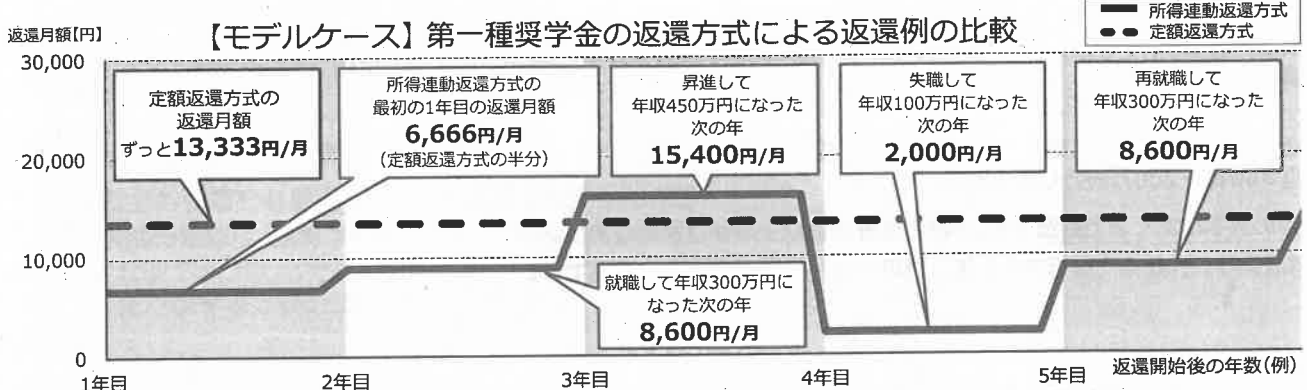 【モデルケース】第一種奨学金の返還方式による返還例の比較
所得連動返還方式
定額返還方式
返還月額【円】
30,000
20,000
10,000
0
定額返還方式の
返還月額
ずっと13,333円/月
所得連動返還方式の
最初の1年目の返還月額
6,666円/月
(定額返還方式の半分)
昇進して
年収450万円になった
次の年
15,400円/月
失職して
年収100万円になった
次の年
2,000円/月
再就職して
年収300万円になった
次の年
8,600円/月
就職して年収300万円に
なった次の年
8,600円/月
1年目
2年目
3年目
4年目
5年目
返還開始後の年数(例)